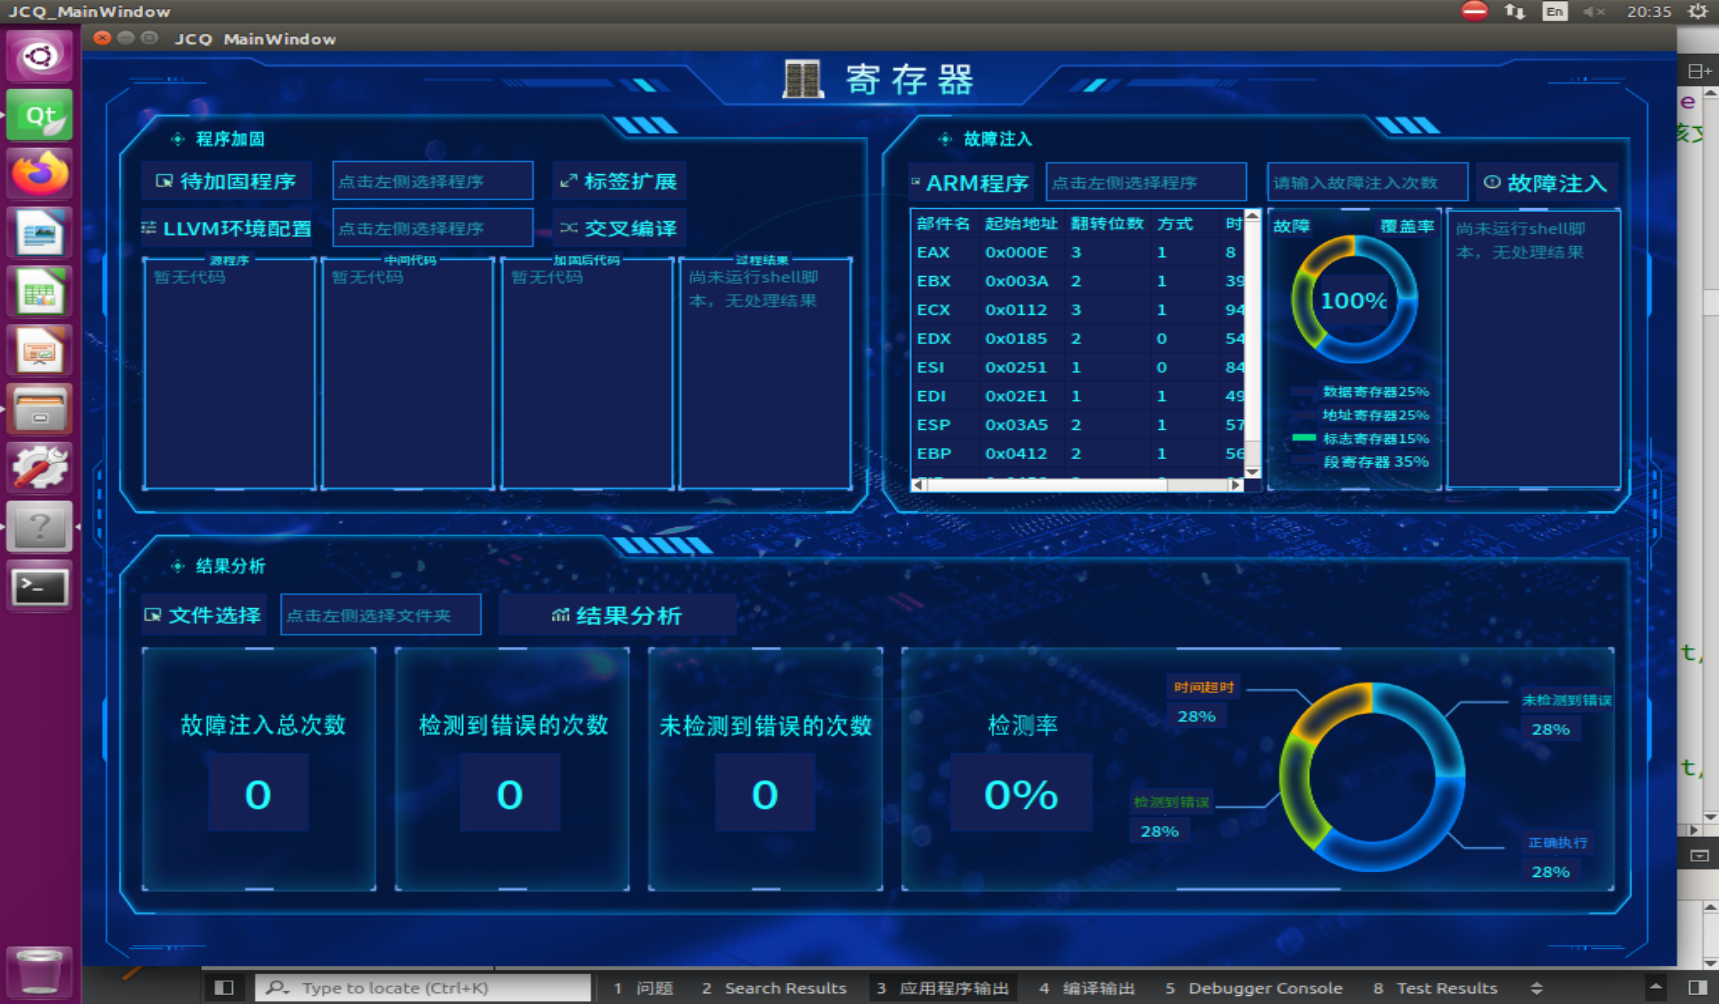 JCQ_MainWindow
En
20:35
JCQ MainWindow
寄存器
Qt
程序加固
待加固程序
点击左侧选择程序
标签扩展
LLVM环境配置
点击左侧选择程序
交叉编译
源程序
暂无代码
中间代码
暂无代码
加固后代码
暂无代码
过程结果
尚未运行shell脚
本，无处理结果
故障注入
ARM程序
点击左侧选择程序
请输入故障注入次数
故障注入
部件名 起始地址 翻转位数 方式 时
EAX 0x000E 3 1 8
EBX 0x003A 2 1 39
ECX 0x0112 3 1 94
EDX 0x0185 2 0 54
ESI 0x0251 1 0 84
EDI 0x02E1 1 1 49
ESP 0x03A5 2 1 57
EBP 0x0412 2 1 56
故障 覆盖率
100%
数据寄存器25%
地址寄存器25%
标志寄存器15%
段寄存器 35%
尚未运行shell脚
本，无处理结果
结果分析
文件选择
点击左侧选择文件夹
结果分析
故障注入总次数
0
检测到错误的次数
0
未检测到错误的次数
0
检测率
0%
时间超时
28%
未检测到错误
28%
检测到错误
28%
正确执行
28%
e
t,
t,
Type to locate (Ctrl+K)
1 问题
2 Search Results
3 应用程序输出
4 编译输出
5 Debugger Console
8 Test Results